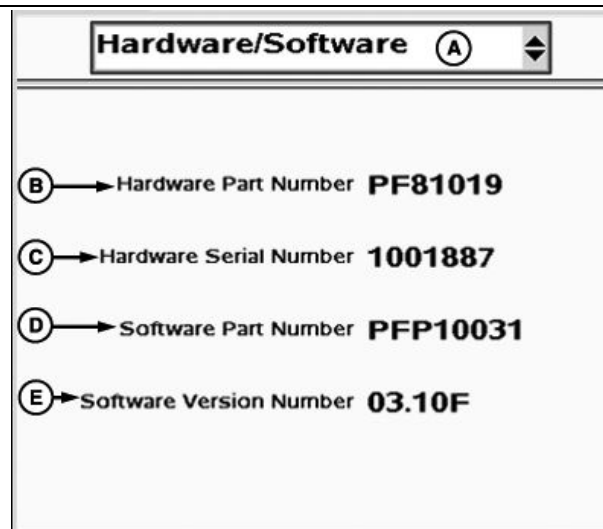 Hardware/Software A
B Hardware Part Number PF81019
C Hardware Serial Number 1001887
D Software Part Number PFP10031
E Software Version Number 03.10F